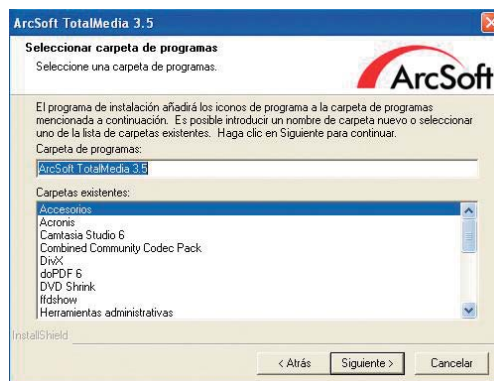 ArcSoft TotalMedia 3.5
Seleccionar carpeta de programas
Seleccione una carpeta de programas.
ArcSoft
El programa de instalación añadirá los iconos de programa a la carpeta de programas
mencionada a continuación. Es posible introducir un nombre de carpeta nuevo o seleccionar
uno de la lista de carpetas existentes. Haga clic en Siguiente para continuar.
Carpeta de programas:
ArcSoft TotalMedia 3.5
Carpetas existentes:
Accesorios
Acronis
Camtasia Studio 6
Combined Community Codec Pack
DivX
doPDF 6
DVD Shrink
ffdshow
Herramientas administrativas
InstallShield
< Atrás
Siguiente >
Cancelar